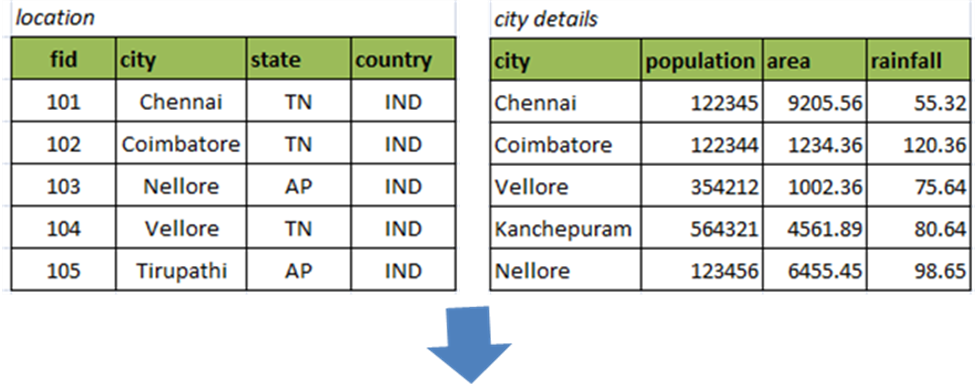 location
fid city state country
101 Chennai TN IND
102 Coimbatore TN IND
103 Nellore AP IND
104 Vellore TN IND
105 Tirupathi AP IND
city details
city population area rainfall
Chennai 122345 9205.56 55.32
Coimbatore 122344 1234.36 120.36
Vellore 354212 1002.36 75.64
Kanchepuram 564321 4561.89 80.64
Nellore 123456 6455.45 98.65